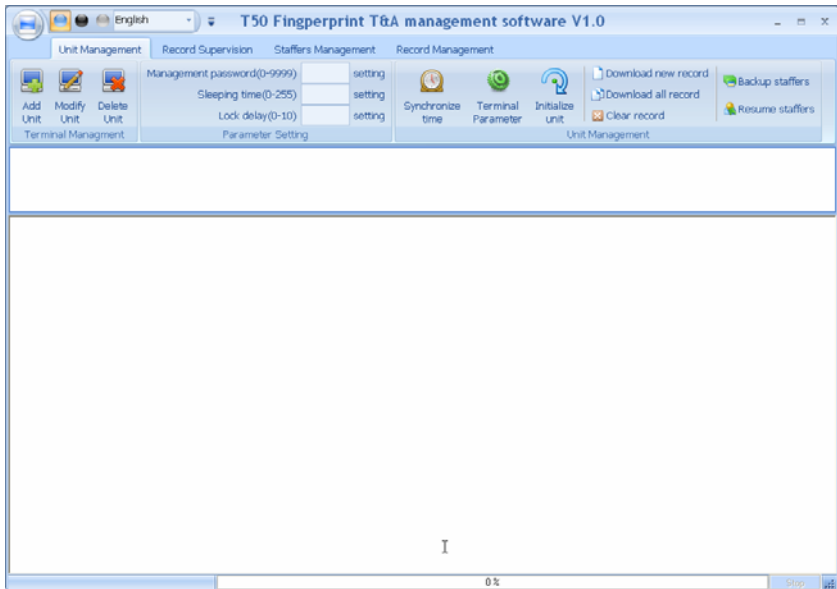 English
T50 Fingperprint T&A management software V1.0
Unit Management Record Supervision Staffers Management Record Management
Add Unit
Modify Unit
Delete Unit
Terminal Managment
Management password(0-9999) setting
Sleeping time(0-255) setting
Lock delay(0-10) setting
Parameter Setting
Synchronize time
Terminal Parameter
Initialize unit
Download new record
Download all record
Clear record
Backup staffers
Resume staffers
Unit Management
0%
Stop